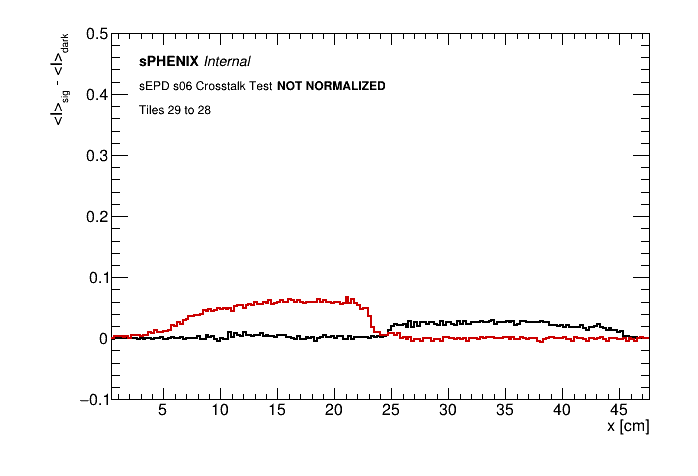 <I>sig - <I>dark
0.5
0.4
0.3
0.2
0.1
0
−0.1
sPHENIX Internal
sEPD s06 Crosstalk Test NOT NORMALIZED
Tiles 29 to 28
5 10 15 20 25 30 35 40 45
x [cm]